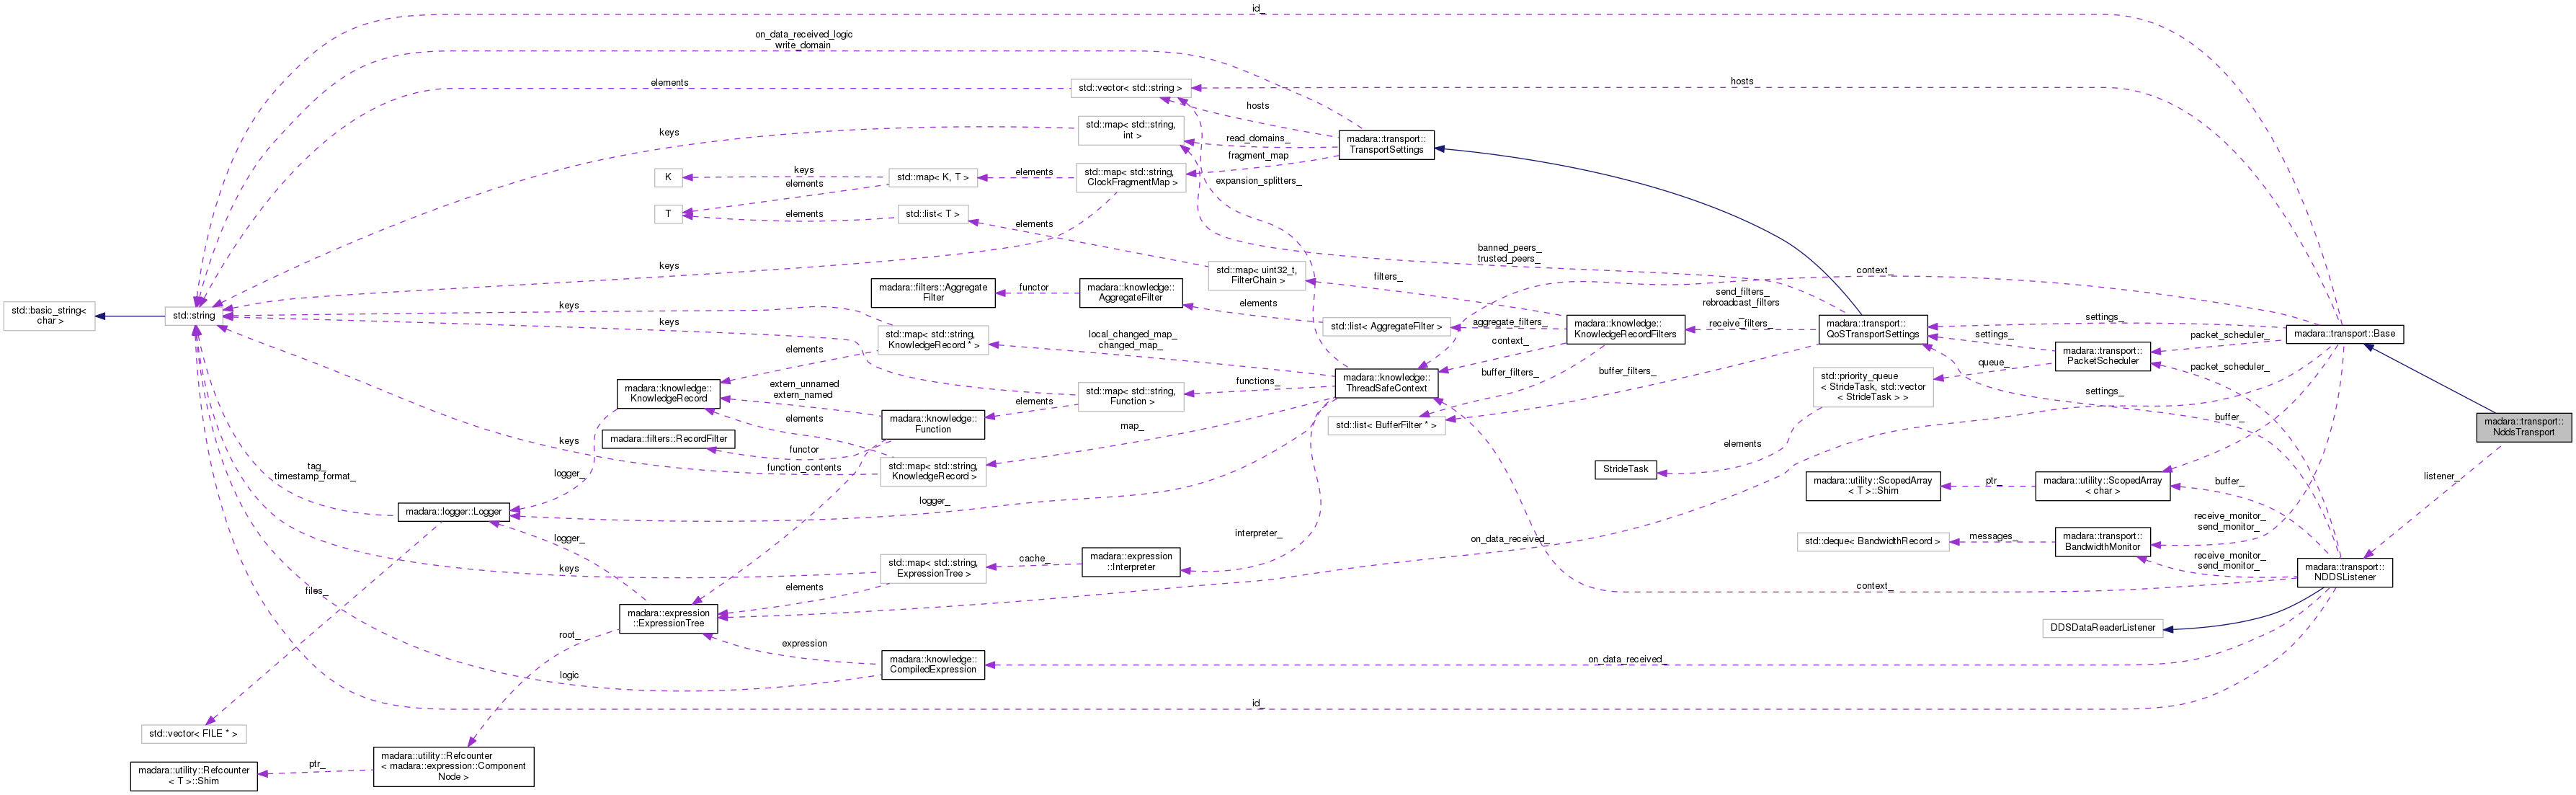 id_
on_data_received_logic
write_domain
elements
std::vector< std::string >
hosts
hosts
keys
std::map< std::string,
int >
read_domains_
madara::transport::
TransportSettings
fragment_map
K
keys
std::map< K, T >
elements
std::map< std::string,
ClockFragmentMap >
elements
expansion_splitters_
T
elements
std::list< T >
elements
banned_peers_
trusted_peers_
keys
std::map< uint32_t,
FilterChain >
filters_
context_
madara::filters::Aggregate
Filter
functor
madara::knowledge::
AggregateFilter
elements
send_filters_
rebroadcast_filters
_
receive_filters_
std::basic_string<
char >
std::string
keys
keys
std::map< std::string,
KnowledgeRecord * >
local_changed_map_
changed_map_
std::list< AggregateFilter >
aggregate_filters_
context_
madara::knowledge::
KnowledgeRecordFilters
madara::transport::
QoSTransportSettings
settings_
settings_
madara::transport::Base
packet_scheduler_
madara::transport::
PacketScheduler
packet_scheduler_
elements
madara::knowledge::
KnowledgeRecord
extern_unnamed
extern_named
std::map< std::string,
Function >
functions_
madara::knowledge::
ThreadSafeContext
buffer_filters_
buffer_filters_
queue_
std::priority_queue
< StrideTask, std::vector
< StrideTask > >
settings_
elements
elements
madara::knowledge::
Function
map_
std::list< BufferFilter * >
buffer_
madara::transport::
NddsTransport
keys
madara::filters::RecordFilter
functor
function_contents
std::map< std::string,
KnowledgeRecord >
elements
StrideTask
tag_
timestamp_format_
logger_
madara::utility::ScopedArray
< T >::Shim
ptr_
madara::utility::ScopedArray
< char >
buffer_
listener_
madara::logger::Logger
logger_
logger_
interpreter_
on_data_received_
receive_monitor_
send_monitor_
std::deque< BandwidthRecord >
messages_
madara::transport::
BandwidthMonitor
receive_monitor_
send_monitor_
keys
std::map< std::string,
ExpressionTree >
cache_
madara::expression
::Interpreter
madara::transport::
NDDSListener
files_
elements
context_
madara::expression
::ExpressionTree
root_
expression
DDSDataReaderListener
logic
madara::knowledge::
CompiledExpression
on_data_received_
id_
std::vector< FILE * >
madara::utility::Refcounter
< T >::Shim
ptr_
madara::utility::Refcounter
< madara::expression::Component
Node >